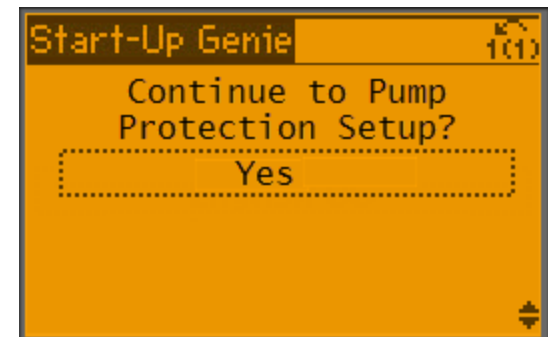 Start-Up Genie
1(1)
Continue to Pump
Protection Setup?
Yes